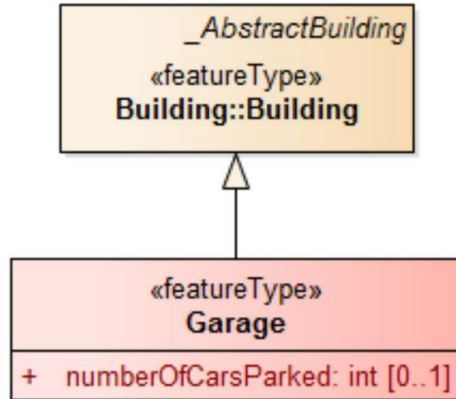 _AbstractBuilding
«featureType»
Building::Building
«featureType»
Garage
+ numberOfCarsParked: int [0..1]